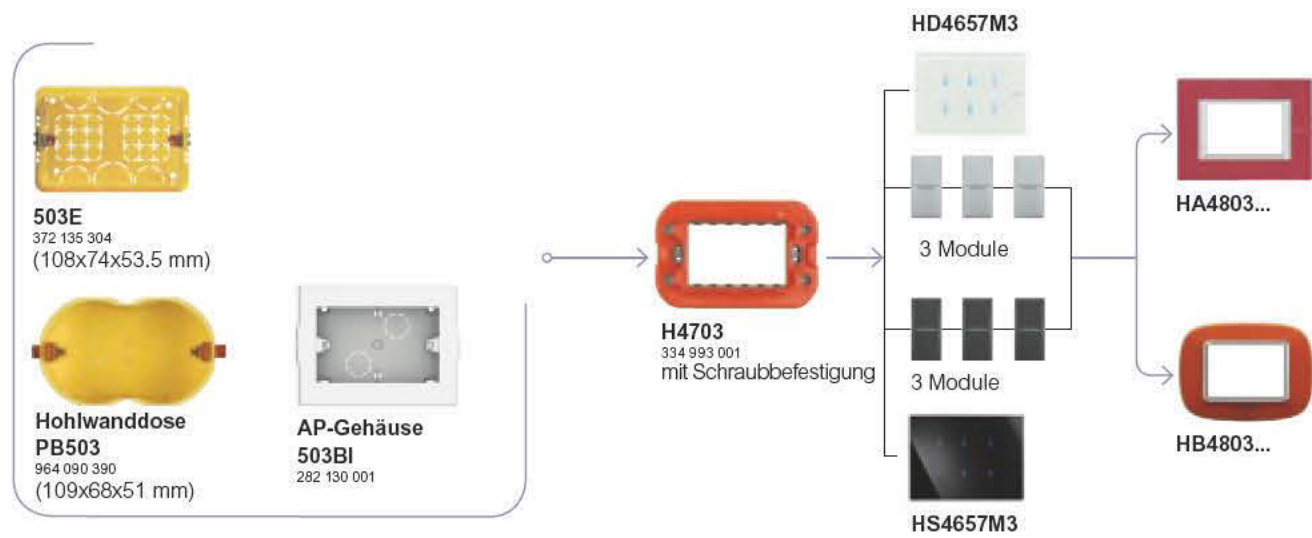 503E
372 135 304
(108x74x53.5 mm)
Hohlwanddose
PB503
964 090 390
(109x68x51 mm)
AP-Gehäuse
503BI
282 130 001
H4703
334 993 001
mit Schraubbefestigung
HD4657M3
3 Module
3 Module
HS4657M3
HA4803...
HB4803...